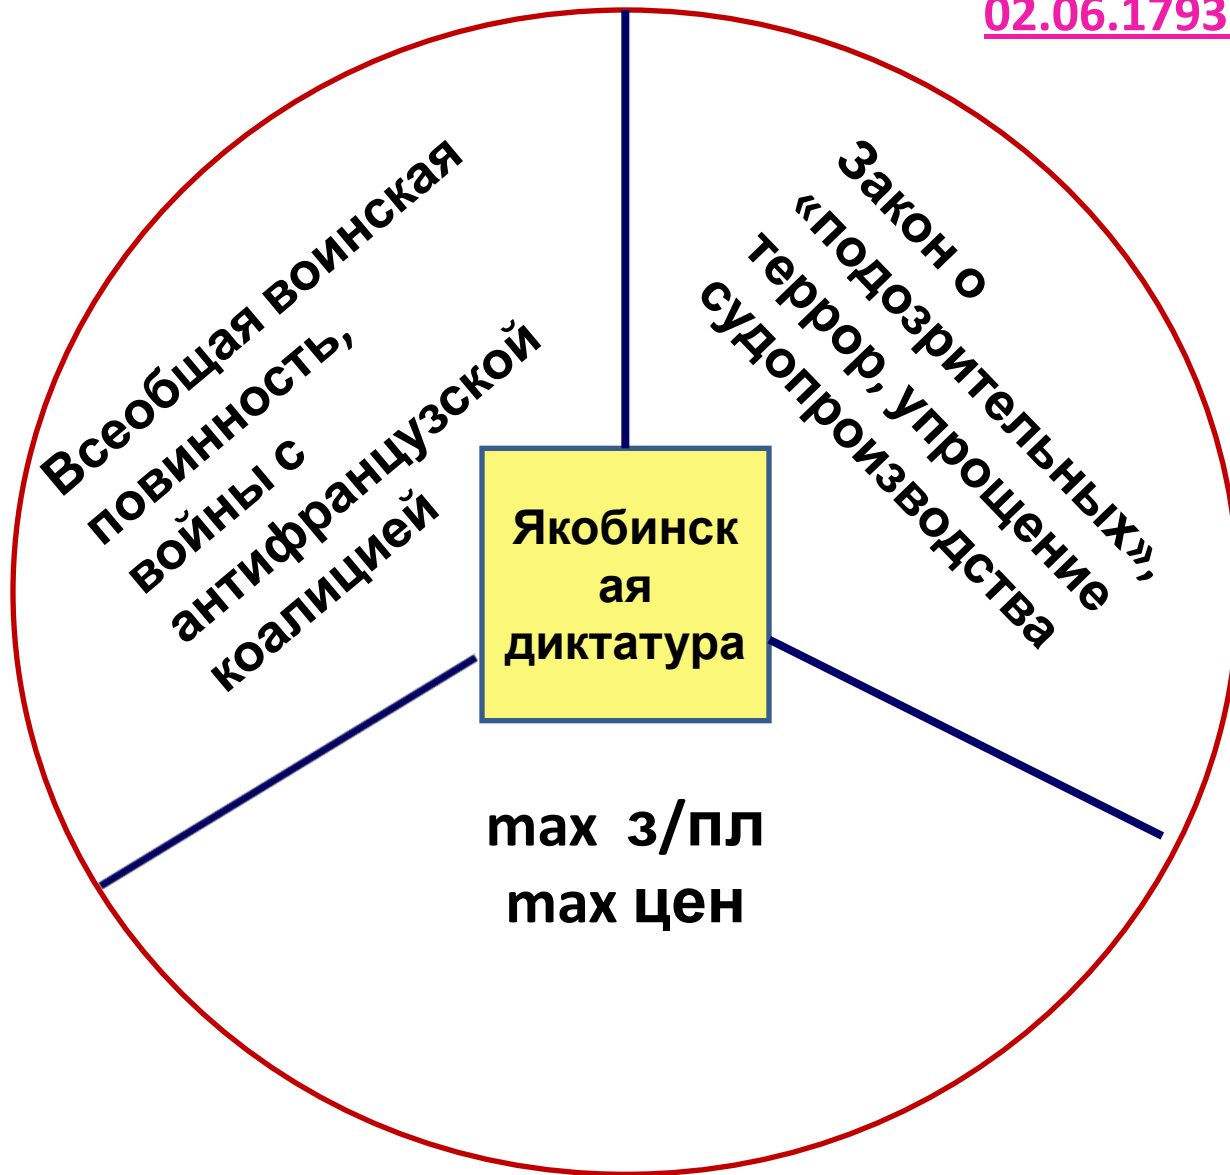 02.06.1793
Всеобщая воинская
повинность,
войны с
антифранцузской
коалицией
Закон о
«подозрительных»,
террор, упрощение
судопроизводства
Якобинск
ая
диктатура
max з/пл
max цен